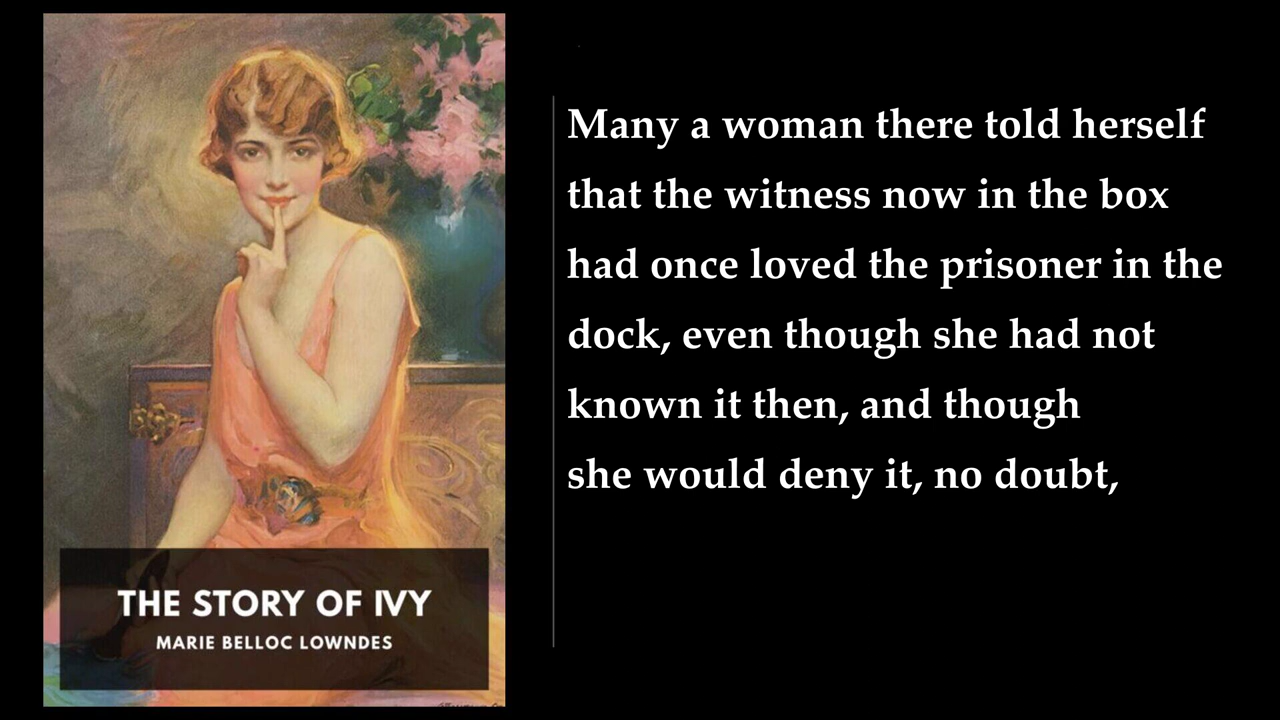 THE STORY OF IVY
MARIE BELLOC LOWNDES
Many a woman there told herself
that the witness now in the box
had once loved the prisoner in the
dock, even though she had not
known it then, and though
she would deny it, no doubt,